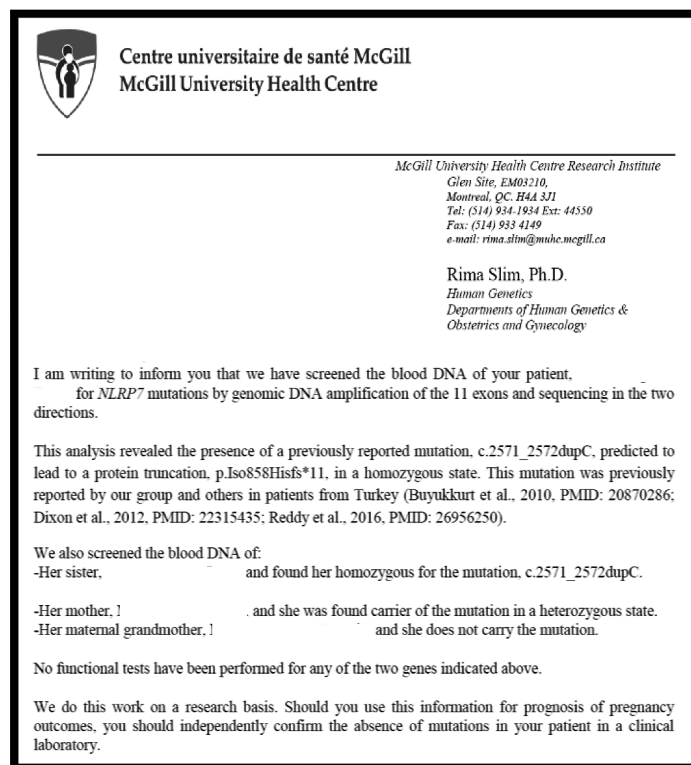 Centre universitaire de santé McGill
McGill University Health Centre
McGill University Health Centre Research Institute
Glen Site, EM03210,
Montreal, QC. H4A 3J1
Tel: (514) 934-1934 Ext: 44550
Fax: (514) 933 4149
e-mail: rima.slim@muhc.mcgill.ca
Rima Slim, Ph.D.
Human Genetics
Departments of Human Genetics &
Obstetrics and Gynecology
I am writing to inform you that we have screened the blood DNA of your patient,
for NLRP7 mutations by genomic DNA amplification of the 11 exons and sequencing in the two
directions.
This analysis revealed the presence of a previously reported mutation, c.2571_2572dupC, predicted to
lead to a protein truncation, p.Iso858Hisfs*11, in a homozygous state. This mutation was previously
reported by our group and others in patients from Turkey (Buyukkurt et al., 2010, PMID: 20870286;
Dixon et al., 2012, PMID: 22315435; Reddy et al., 2016, PMID: 26956250).
We also screened the blood DNA of:
-Her sister, and found her homozygous for the mutation, c.2571_2572dupC.
-Her mother, and she was found carrier of the mutation in a heterozygous state.
-Her maternal grandmother, and she does not carry the mutation.
No functional tests have been performed for any of the two genes indicated above.
We do this work on a research basis. Should you use this information for prognosis of pregnancy
outcomes, you should independently confirm the absence of mutations in your patient in a clinical
laboratory.